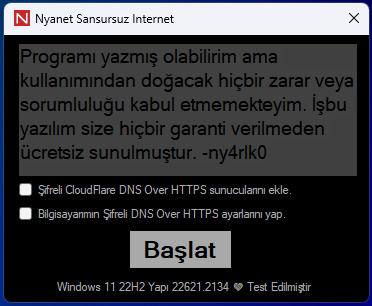 Nyanet Sansursuz Internet
Programı yazmış olabilirim ama
kullanımından doğacak hiçbir zarar veya
sorumluluğu kabul etmemekteyim. İşbu
yazılım size hiçbir garanti verilmeden
ücretsiz sunulmuştur. -ny4rlk0
Şifreli CloudFlare DNS Over HTTPS sunucularını ekle.
Bilgisayarımın Şifreli DNS Over HTTPS ayarlarını yap.
Başlat
Windows 11 22H2 Yapı 22621.2134 💗 Test Edilmiştir